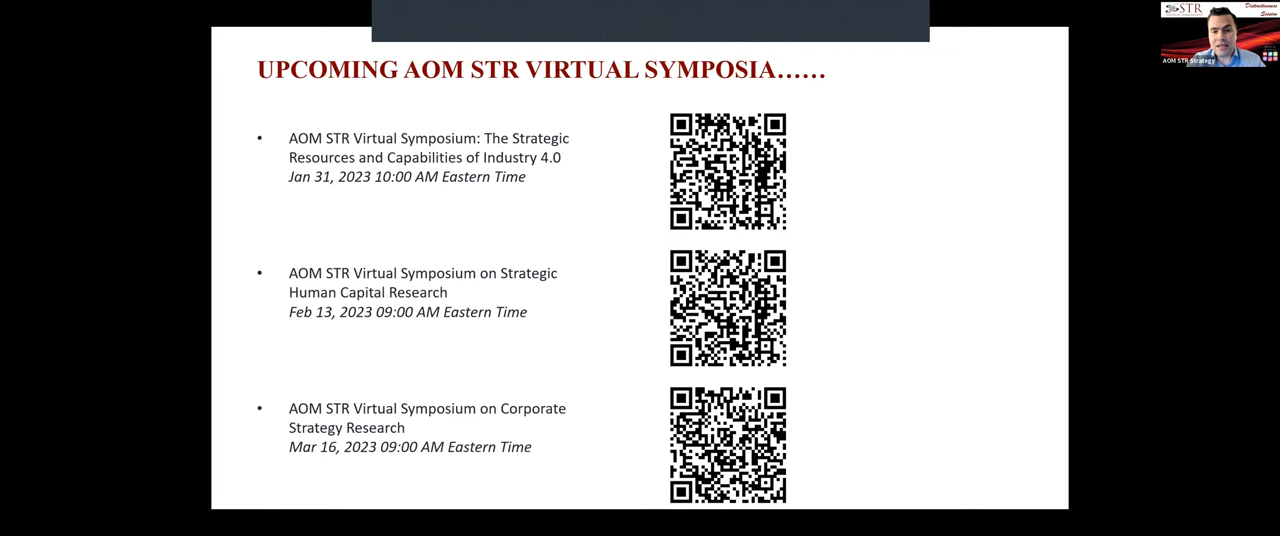 UPCOMING AOM STR VIRTUAL SYMPOSIA……
• AOM STR Virtual Symposium: The Strategic
Resources and Capabilities of Industry 4.0
Jan 31, 2023 10:00 AM Eastern Time
• AOM STR Virtual Symposium on Strategic
Human Capital Research
Feb 13, 2023 09:00 AM Eastern Time
• AOM STR Virtual Symposium on Corporate
Strategy Research
Mar 16, 2023 09:00 AM Eastern Time
STR
Distinctiveness
Session
AOM STR Strategy